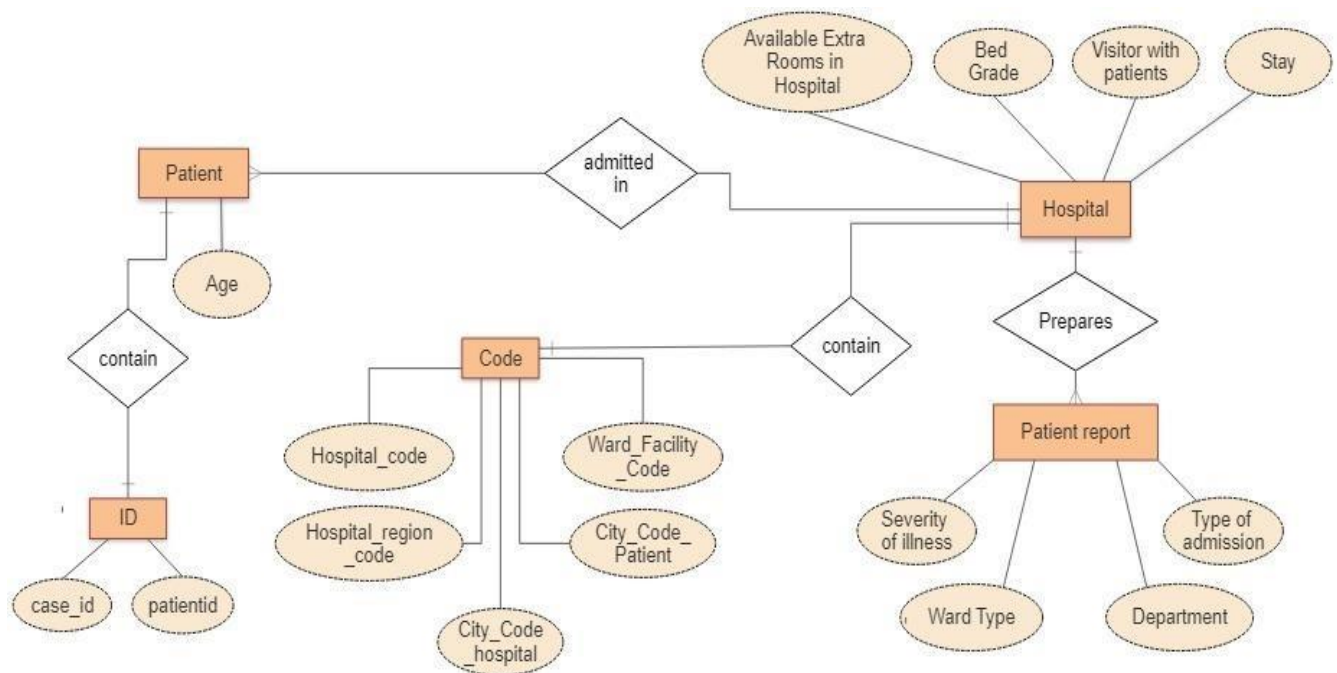 Available Extra
Rooms in
Hospital
Bed
Grade
Visitor with
patients
Stay
Patient
admitted
in
Hospital
Age
contain
Code
contain
Prepares
Hospital_code
Ward_Facility
_Code
Patient report
Hospital_region
_code
City_Code_
Patient
Severity
of illness
Type of
admission
ID
case_id
patientid
City_Code
_hospital
Ward Type
Department